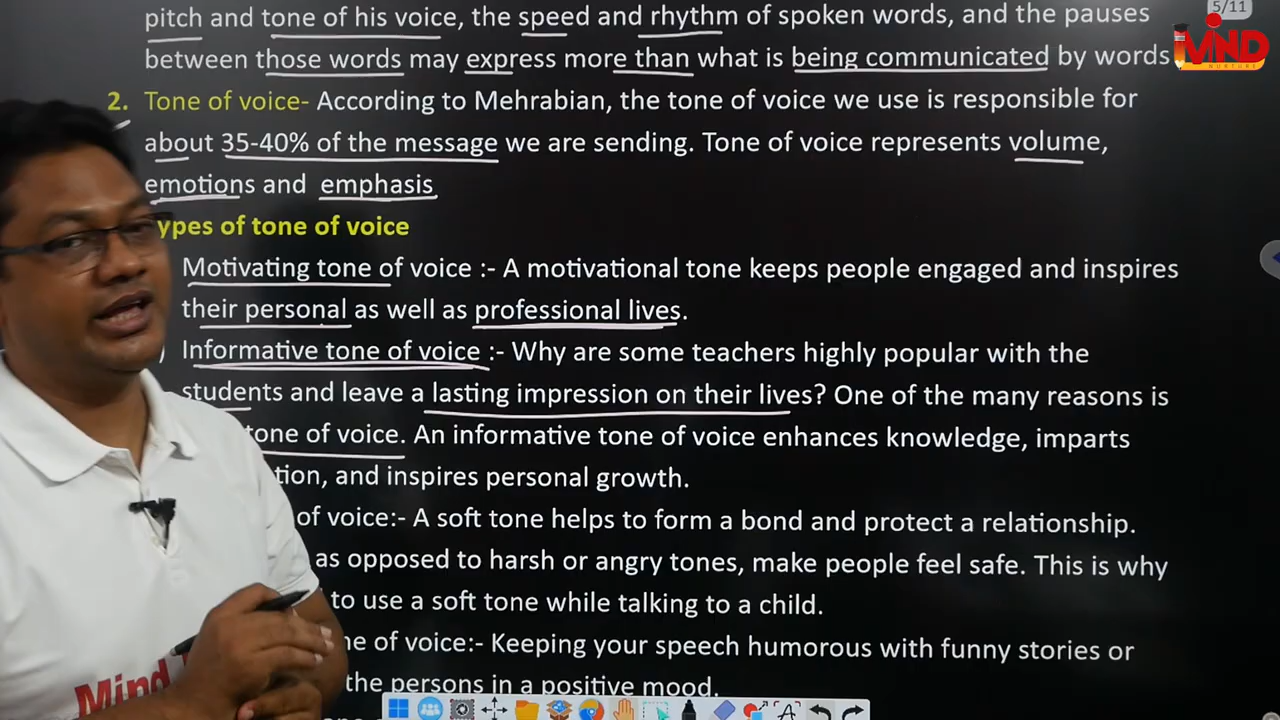 5/11
pitch and tone of his voice, the speed and rhythm of spoken words, and the pauses
MIND
NURTURE
between those words may express more than what is being communicated by words
2. Tone of voice- According to Mehrabian, the tone of voice we use is responsible for
about 35-40% of the message we are sending. Tone of voice represents volume,
emotions and emphasis
ypes of tone of voice
Motivating tone of voice :- A motivational tone keeps people engaged and inspires
their personal as well as professional lives.
) Informative tone of voice :- Why are some teachers highly popular with the
students and leave a lasting impression on their lives? One of the many reasons is
tone of voice. An informative tone of voice enhances knowledge, imparts
tion, and inspires personal growth.
of voice:- A soft tone helps to form a bond and protect a relationship.
as opposed to harsh or angry tones, make people feel safe. This is why
to use a soft tone while talking to a child.
ne of voice:- Keeping your speech humorous with funny stories or
the persons in a positive mood.
Mind